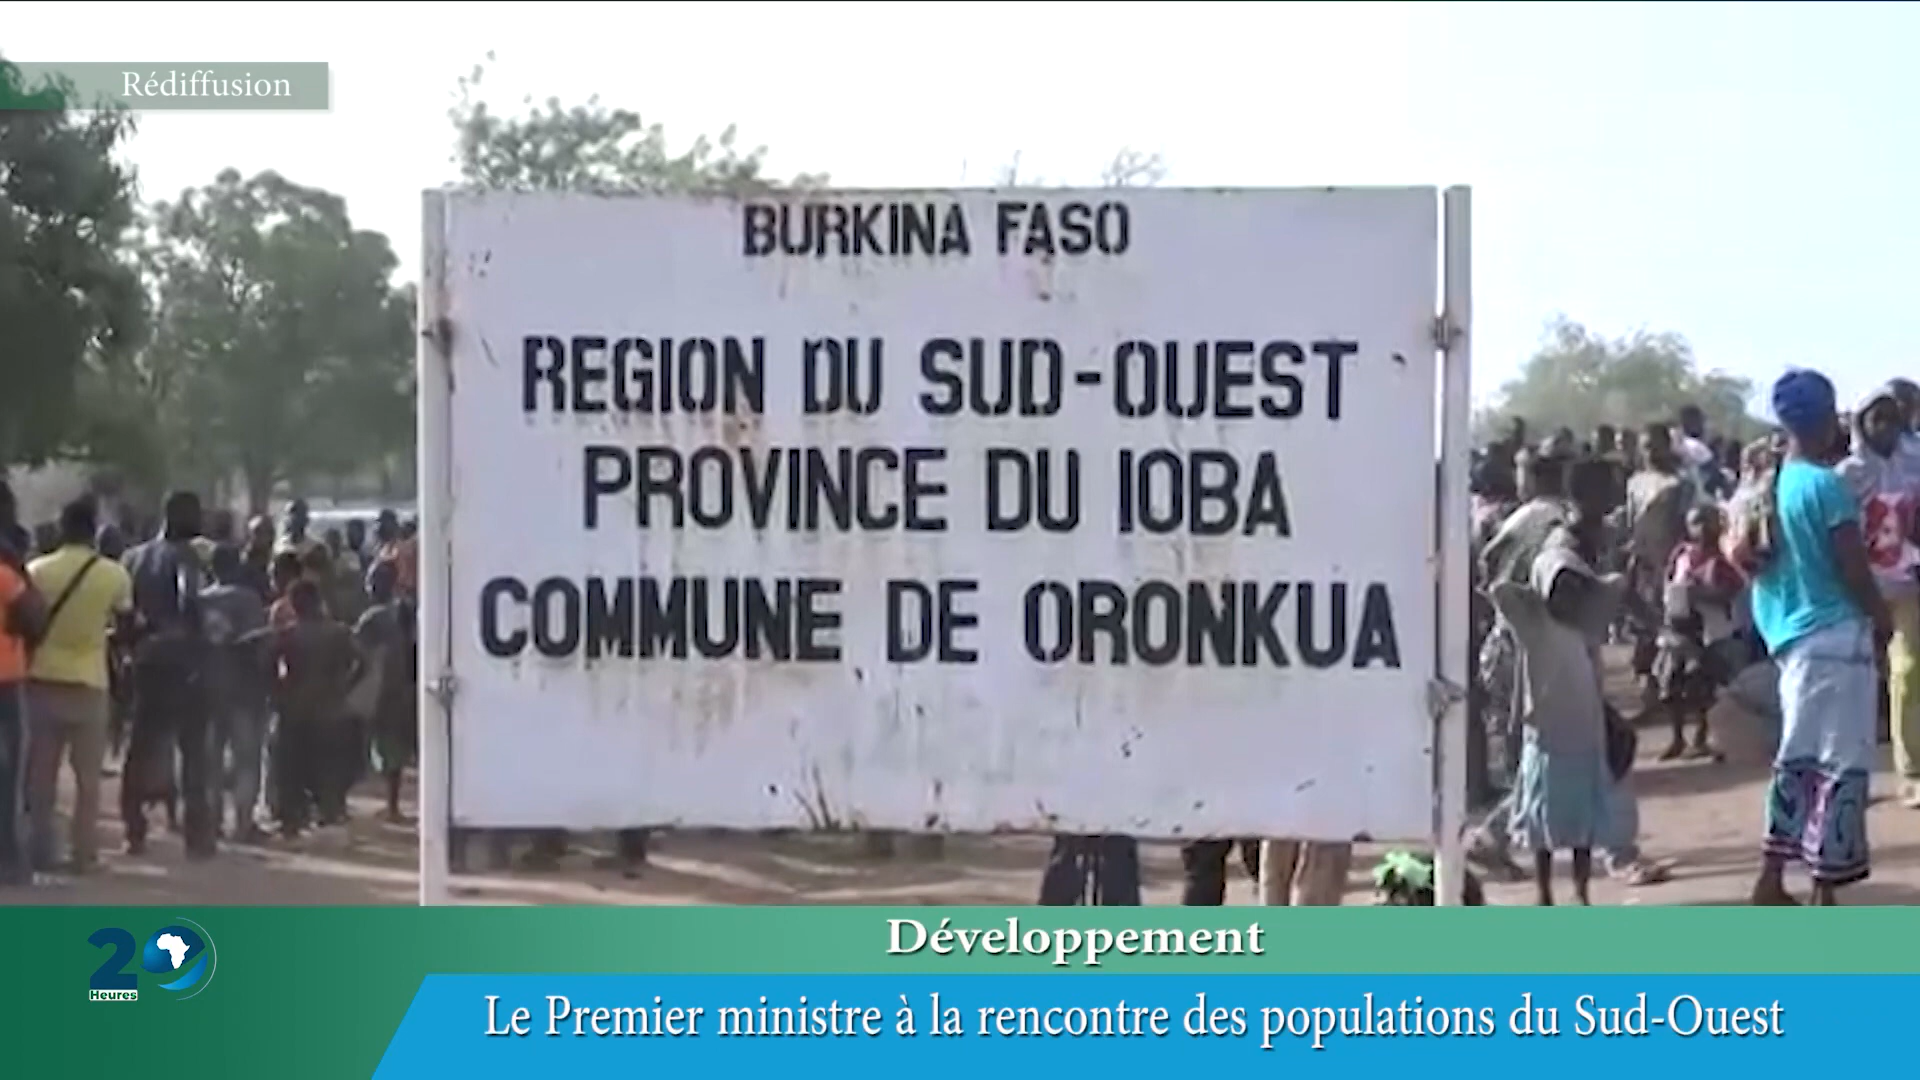 Rédiffusion
BURKINA FASO
REGION DU SUD-OUEST
PROVINCE DU IOBA
COMMUNE DE ORONKUA
20
Heures
Développement
Le Premier ministre à la rencontre des populations du Sud-Ouest